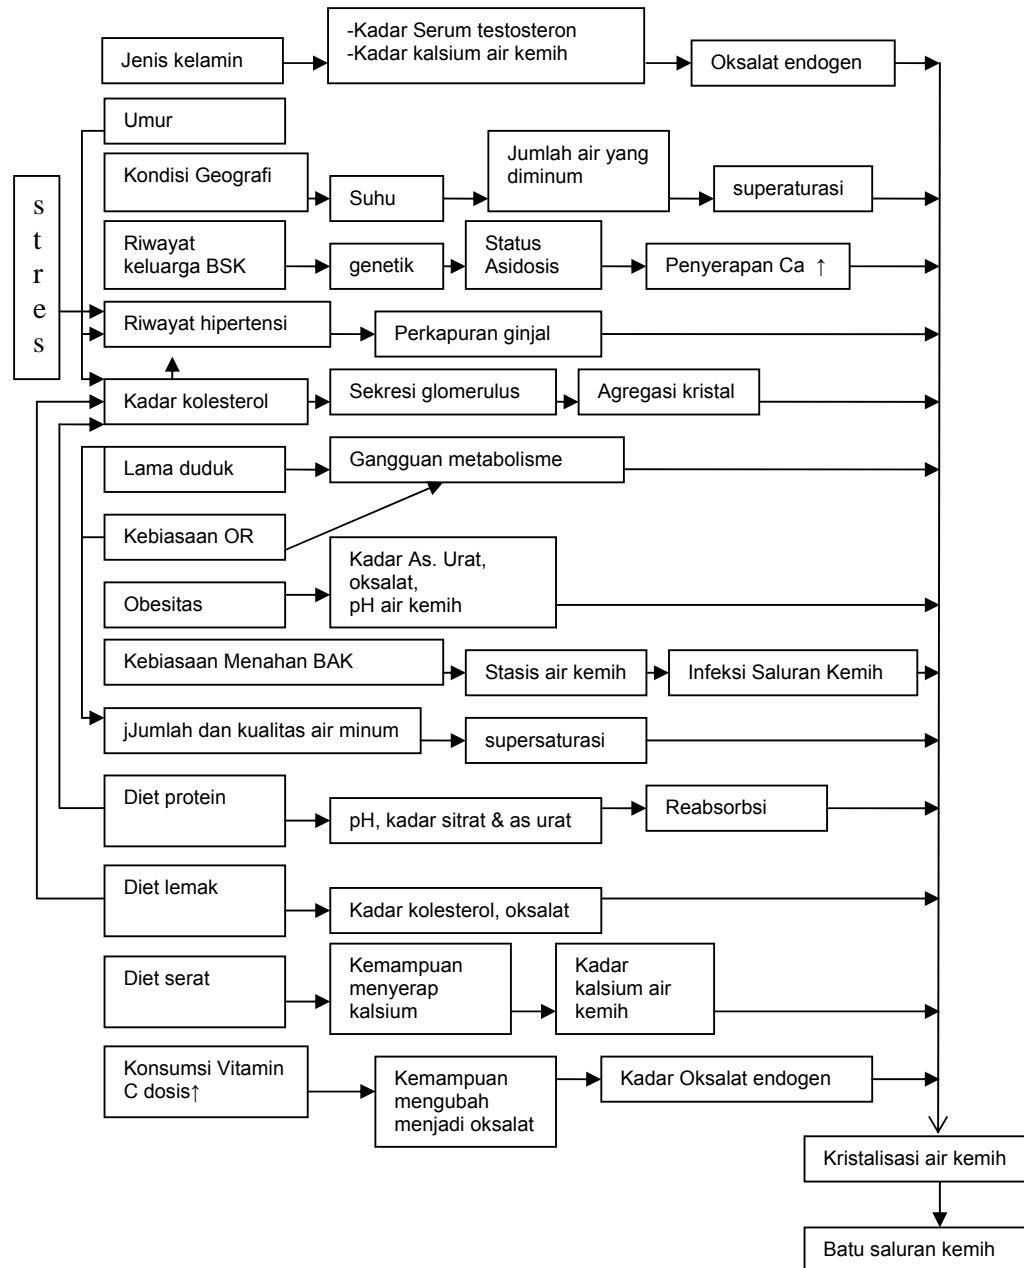 -Kadar Serum testosteron
-Kadar kalsium air kemih
Jenis kelamin
Oksalat endogen
Umur
stres
Kondisi Geografi
Suhu
Jumlah air yang
diminum
superaturasi
Riwayat
keluarga BSK
genetik
Status
Asidosis
Penyerapan Ca ↑
Riwayat hipertensi
Perkapuran ginjal
Kadar kolesterol
Sekresi glomerulus
Agregasi kristal
Lama duduk
Gangguan metabolisme
Kebiasaan OR
Kadar As. Urat,
oksalat,
pH air kemih
Obesitas
Kebiasaan Menahan BAK
Stasis air kemih
Infeksi Saluran Kemih
jJumlah dan kualitas air minum
supersaturasi
Diet protein
pH, kadar sitrat & as urat
Reabsorbsi
Diet lemak
Kadar kolesterol, oksalat
Diet serat
Kemampuan
menyerap
kalsium
Kadar
kalsium air
kemih
Konsumsi Vitamin
C dosis↑
Kemampuan
mengubah
menjadi oksalat
Kadar Oksalat endogen
Kristalisasi air kemih
Batu saluran kemih